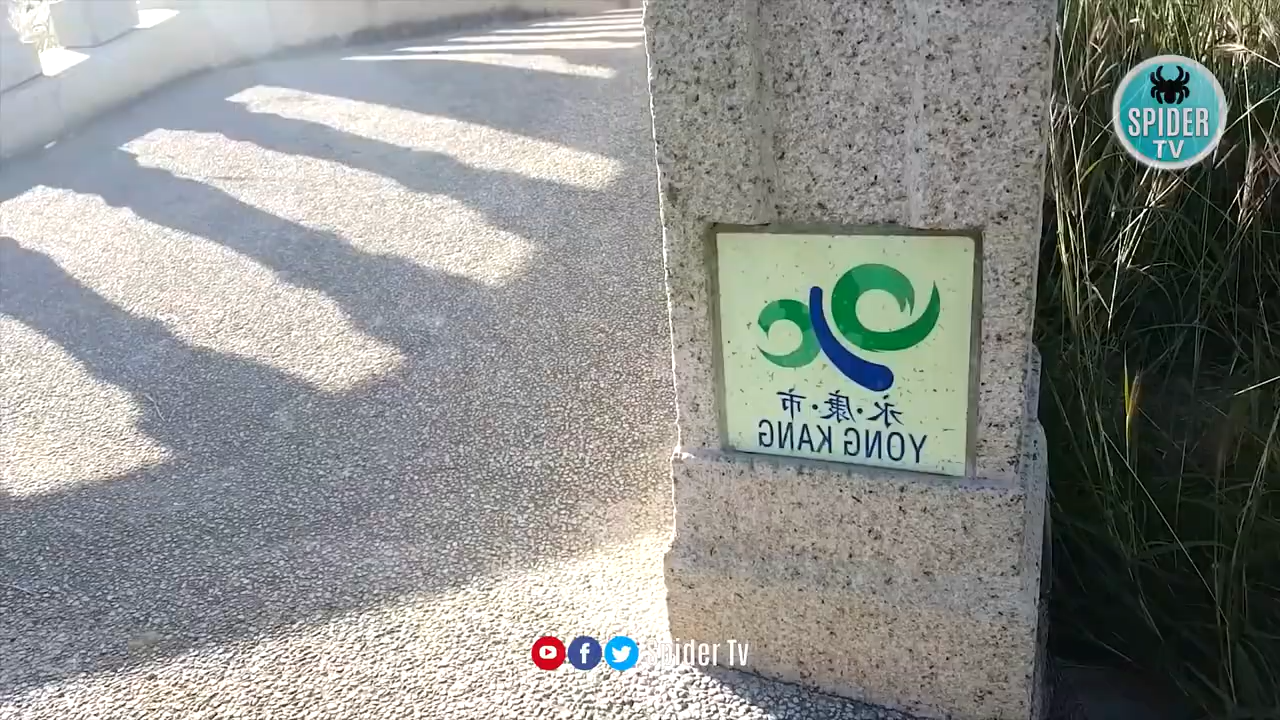 SPIDER
TV
永·康·市
YONG KANG
Spider Tv